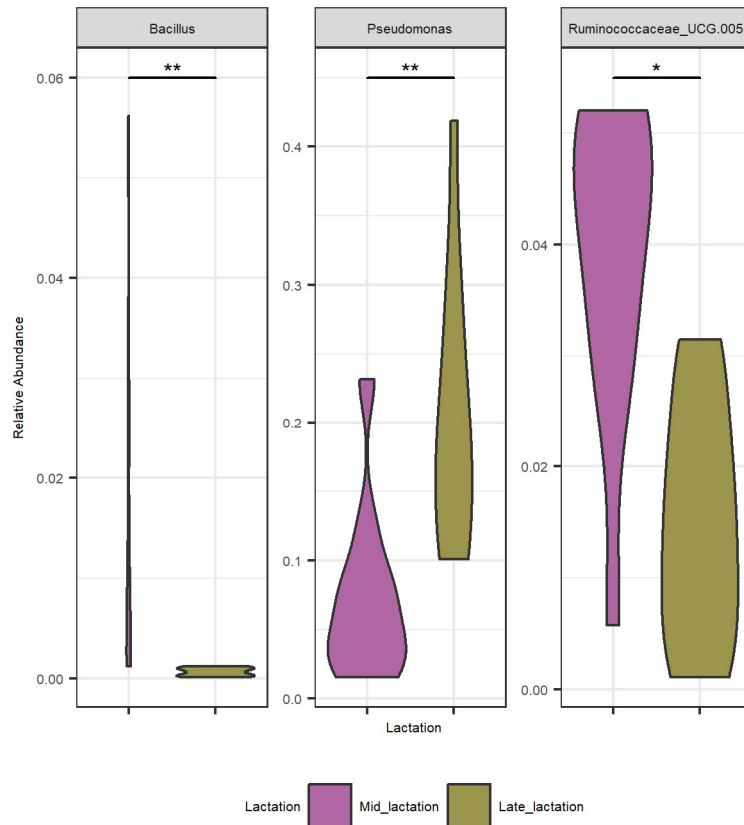 Bacillus Pseudomonas Ruminococcaceae_UCG.005
** ** *
Relative Abundance
0.06
0.04
0.02
0.00
0.4
0.3
0.2
0.1
0.0
0.04
0.02
0.00
Lactation
Lactation Mid_lactation Late_lactation